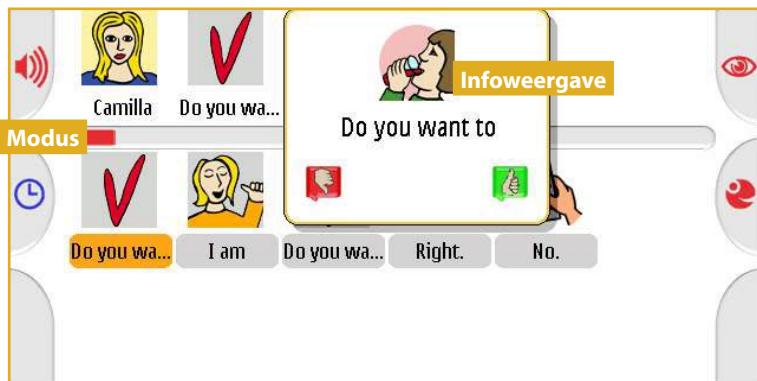 Infoweergave
Camilla Do you wa...
Do you want to
Modus
Do you wa... I am Do you wa... Right. No.